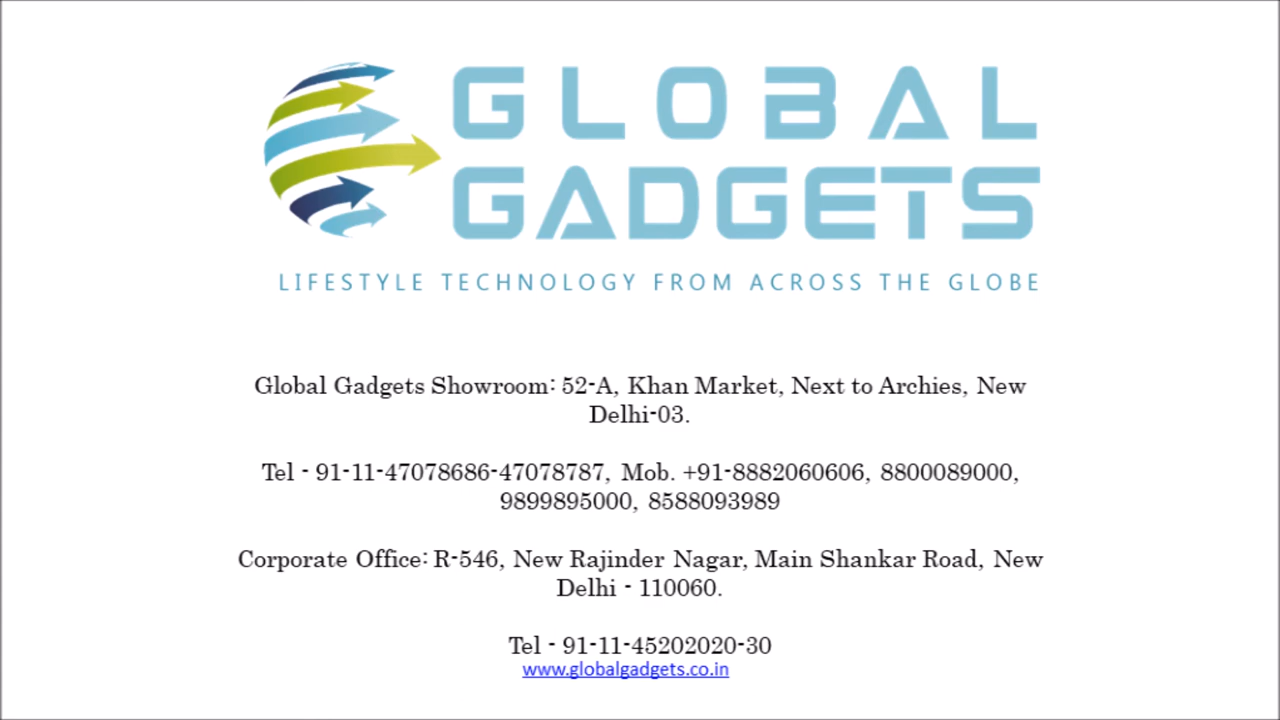 GLOBAL
GADGETS
LIFESTYLE TECHNOLOGY FROM ACROSS THE GLOBE
Global Gadgets Showroom: 52-A, Khan Market, Next to Archies, New
Delhi-03.
Tel - 91-11-47078686-47078787, Mob. +91-8882060606, 8800089000,
9899895000, 8588093989
Corporate Office: R-546, New Rajinder Nagar, Main Shankar Road, New
Delhi - 110060.
Tel - 91-11-45202020-30
www.globalgadgets.co.in